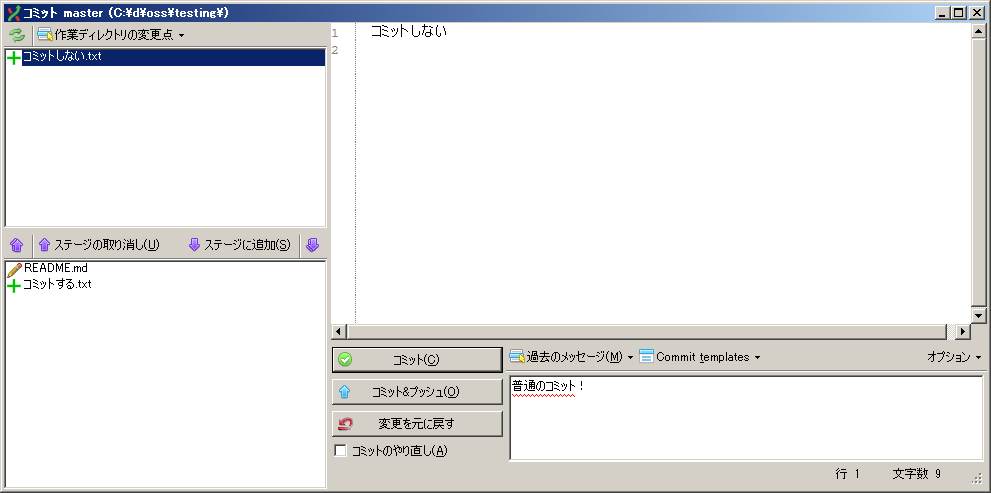 コミット master (C:¥d¥oss¥testing¥)
作業ディレクトリの変更点
コミットしない.txt
1 コミットしない
2
ステージの取り消し(U) ステージに追加(S)
README.md
コミットする.txt
コミット(C)
コミット&プッシュ(O)
変更を元に戻す
コミットのやり直し(A)
過去のメッセージ(M) Commit templates オプション
普通のコミット！
行 1 文字数 9